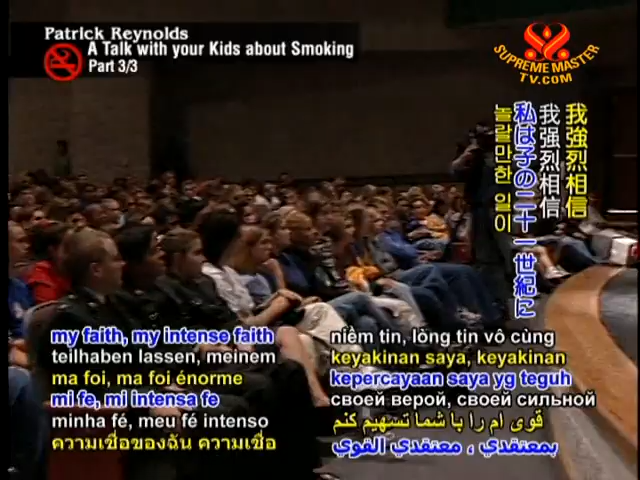 Patrick Reynolds
A Talk with your Kids about Smoking
Part 3/3
SUPREME MASTER
TV.COM
我強烈相信
我强烈相信
私は子の二十一世紀に
놀랄만한 일이
my faith, my intense faith
teilhaben lassen, meinem
ma foi, ma foi énorme
mi fe, mi intensa fe
minha fé, meu fé intenso
ความเชื่อของฉัน ความเชื่อ
niềm tin, lòng tin vô cùng
keyakinan saya, keyakinan
kepercayaan saya yg teguh
своей верой, своей сильной
قوی ام را با شما تسهیم کنم
بمعتقدي ، معتقدي القوي